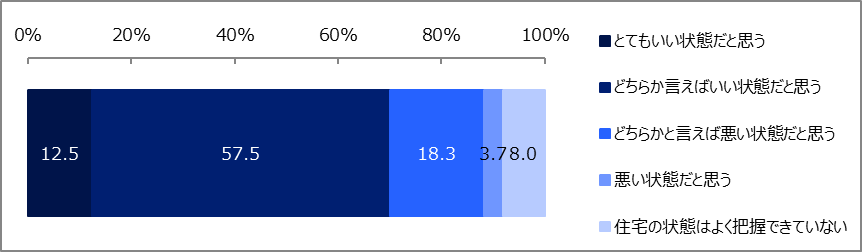 0% 20% 40% 60% 80% 100%
12.5 57.5 18.3 3.7 8.0
とてもいい状態だと思う
どちらか言えばいい状態だと思う
どちらかと言えば悪い状態だと思う
悪い状態だと思う
住宅の状態はよく把握できていない